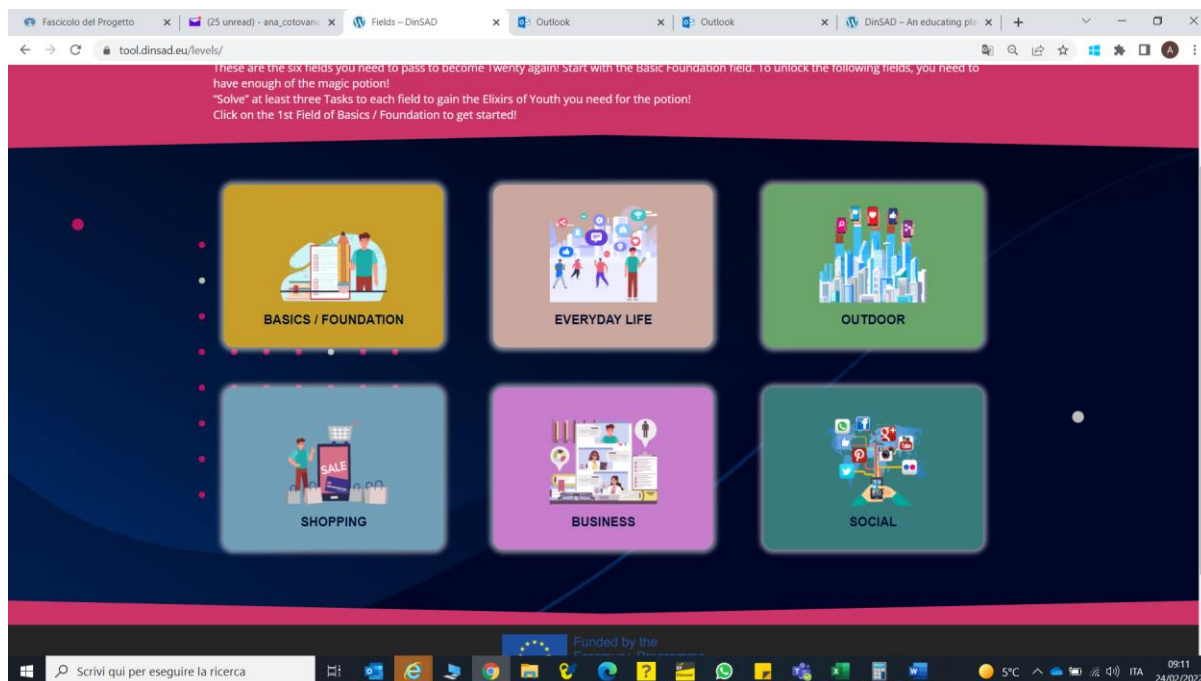 Fascicolo del Progetto
(25 unread) - ana_cotovanu
Fields – DinSAD
Outlook
Outlook
DinSAD – An educating pla
tool.dinsad.eu/levels/
A
These are the six fields you need to pass to become Twenty again! Start with the Basic Foundation field. To unlock the following fields, you need to
have enough of the magic potion!
“Solve” at least three Tasks to each field to gain the Elixirs of Youth you need for the potion!
Click on the 1st Field of Basics / Foundation to get started!
BASICS / FOUNDATION
EVERYDAY LIFE
OUTDOOR
SALE
SHOPPING
BUSINESS
SOCIAL
Funded by the
Erasmus+ Programme
Scrivi qui per eseguire la ricerca
5°C
ITA
09:11
24/02/202